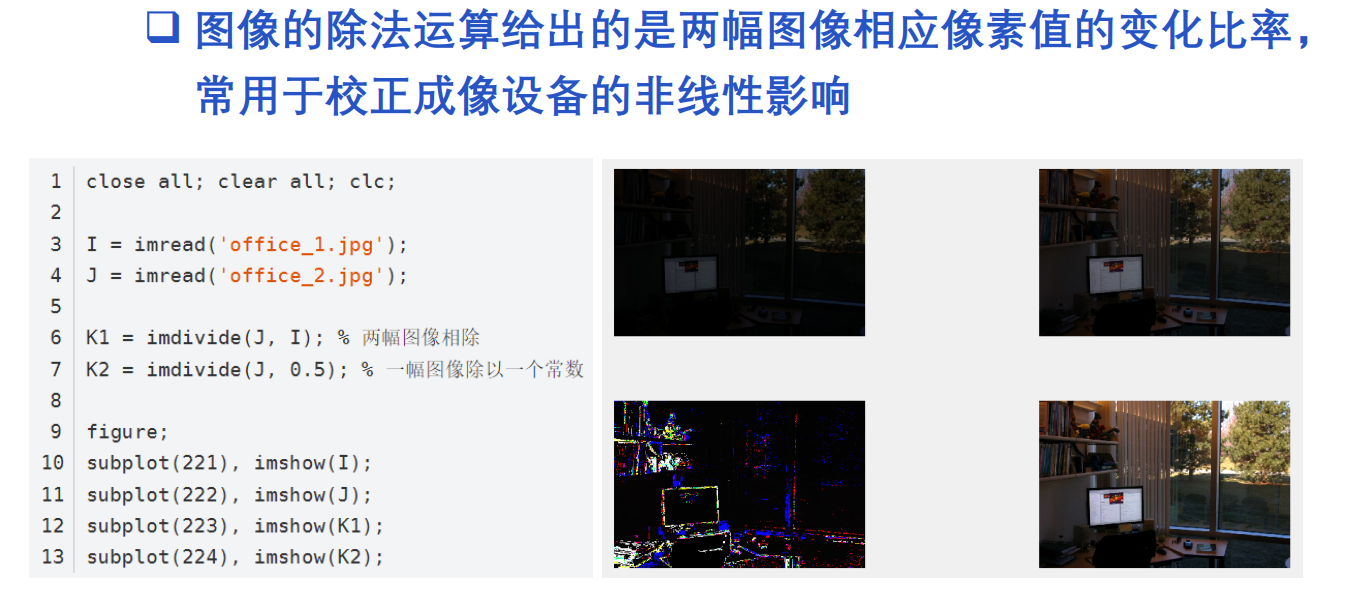 图像的除法运算给出的是两幅图像相应像素值的变化比率，
常用于校正成像设备的非线性影响
1 close all; clear all; clc;
2
3 I = imread('office_1.jpg');
4 J = imread('office_2.jpg');
5
6 K1 = imdivide(J, I); % 两幅图像相除
7 K2 = imdivide(J, 0.5); % 一幅图像除以一个常数
8
9 figure;
10 subplot(221), imshow(I);
11 subplot(222), imshow(J);
12 subplot(223), imshow(K1);
13 subplot(224), imshow(K2);